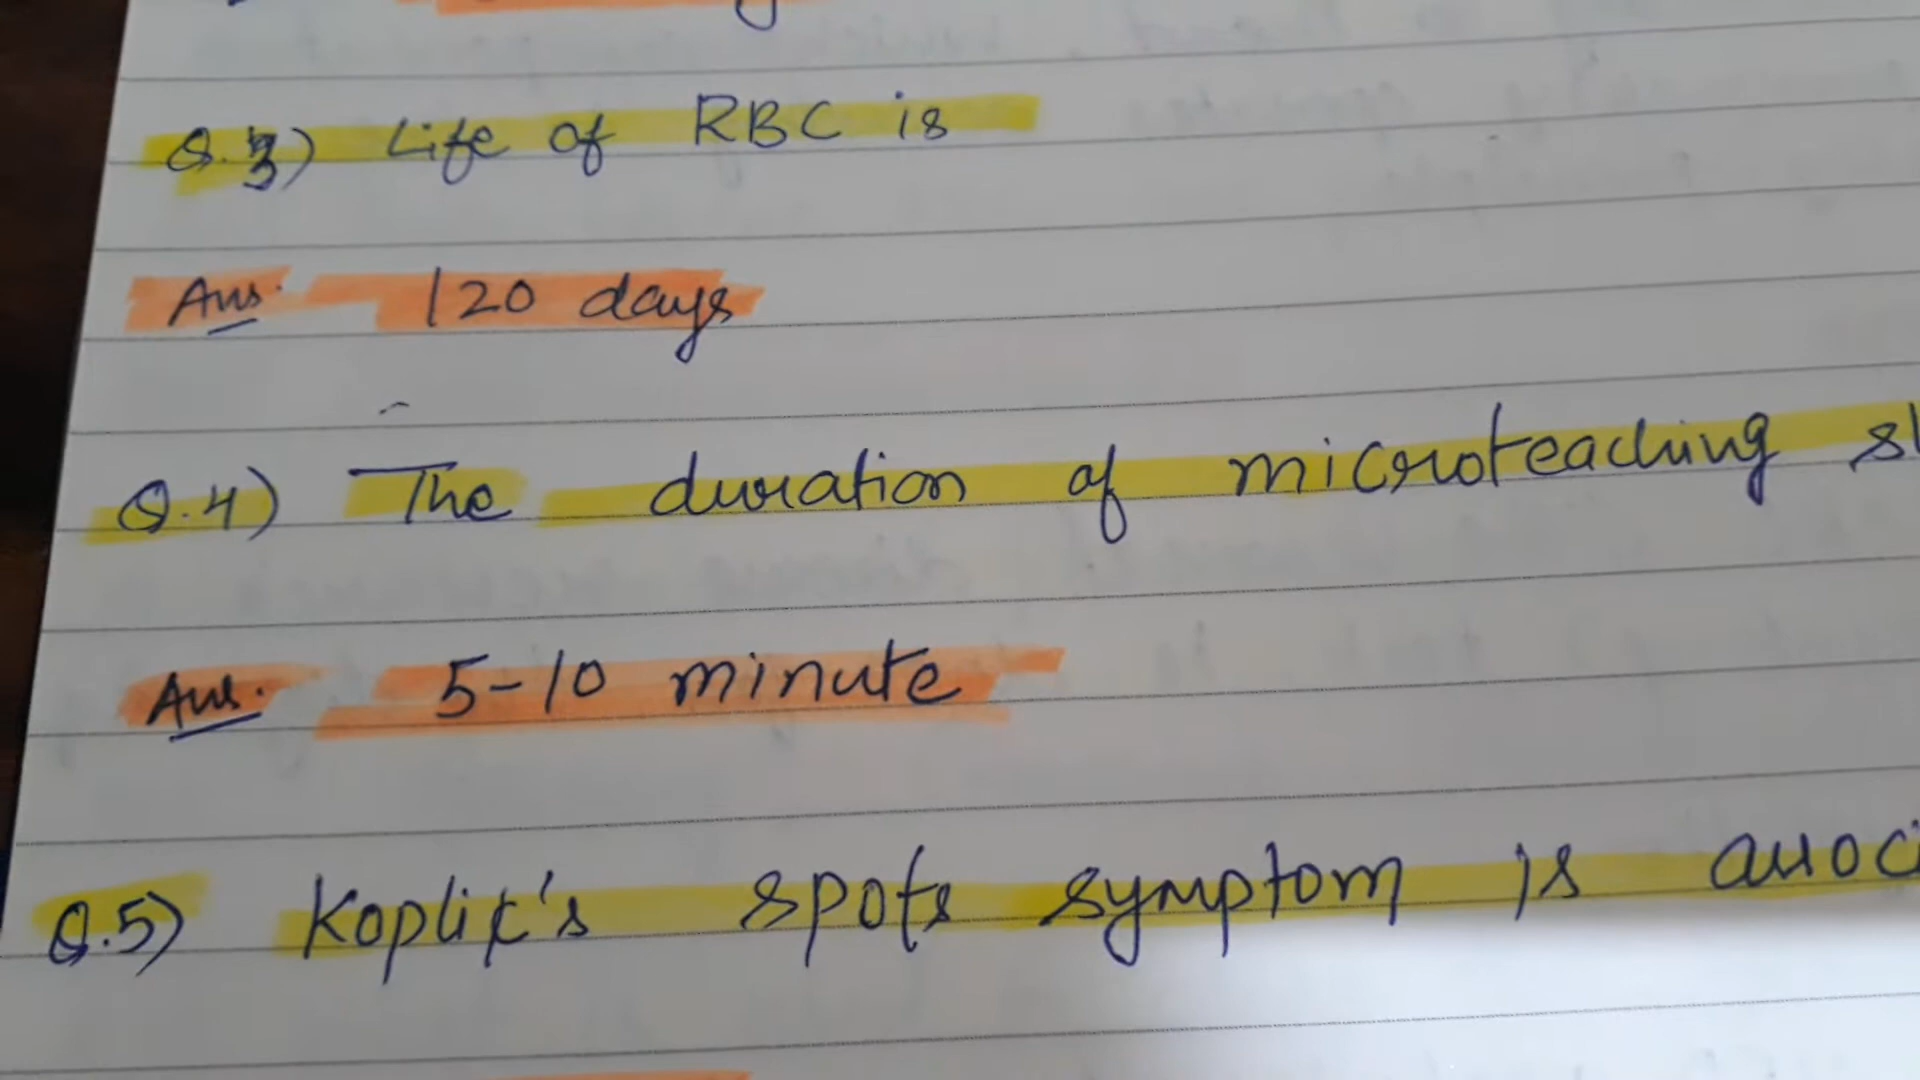 Q.3) Life of RBC is
Ans. 120 days
Q.4) The duration of microteaching
Ans. 5-10 minute
Q.5) Koplik's spots symptom is